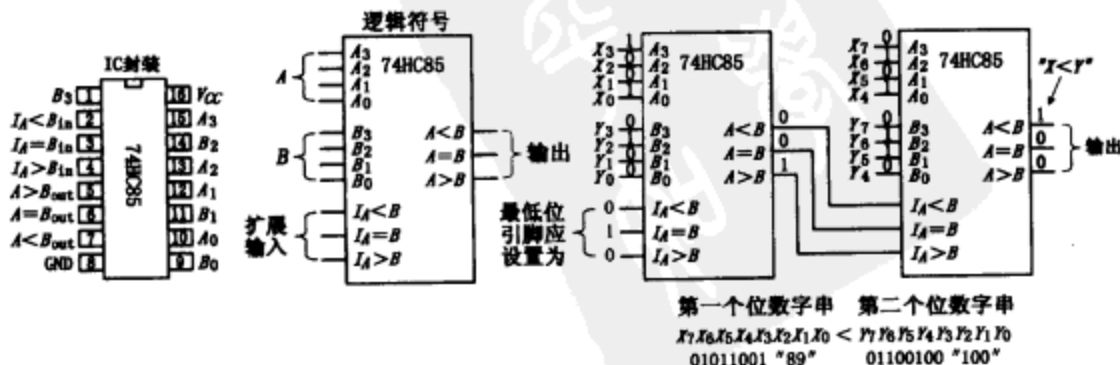 IC封装
B3 1 16 VCC
IA<Bin 2 15 A3
IA=Bin 3 14 B2
IA>Bin 4 13 A2
A>Bout 5 12 A1
A=Bout 6 11 B1
A<Bout 7 10 A0
GND 8 9 B0
74HC85
逻辑符号
74HC85
A
A3
A2
A1
A0
B
B3
B2
B1
B0
A<B
A=B
A>B
输出
扩展
输入
IA<B
IA=B
IA>B
74HC85
X3 1 A3
X2 0 A2
X1 0 A1
X0 1 A0
Y3 0 B3
Y2 1 B2
Y1 0 B1
Y0 0 B0
A<B 0
A=B 0
A>B 1
最低位
引脚应
设置为
0 IA<B
1 IA=B
0 IA>B
74HC85
X7 0 A3
X6 1 A2
X5 0 A1
X4 1 A0
Y7 0 B3
Y6 1 B2
Y5 1 B1
Y4 0 B0
"X<Y"
A<B 1
A=B 0
A>B 0
输出
IA<B
IA=B
IA>B
第一个位数字串 第二个位数字串
X7X6X5X4X3X2X1X0 < Y7Y6Y5Y4Y3Y2Y1Y0
01011001 "89" 01100100 "100"